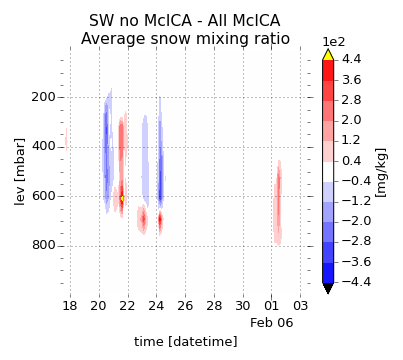 SW no McICA - All McICA
Average snow mixing ratio
1e2
4.4
3.6
2.8
2.0
1.2
0.4
−0.4
−1.2
−2.0
−2.8
−3.6
−4.4
[mg/kg]
lev [mbar]
200
400
600
800
18 20 22 24 26 28 30 01 03
Feb 06
time [datetime]